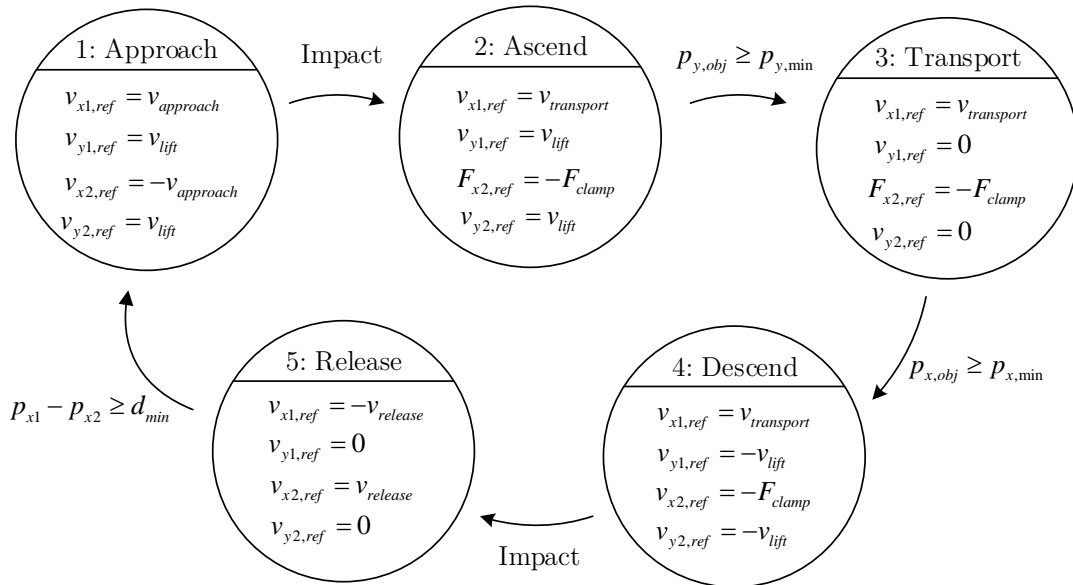 1: Approach
v_{x1,ref} = v_{approach}
v_{y1,ref} = v_{lift}
v_{x2,ref} = −v_{approach}
v_{y2,ref} = v_{lift}
Impact
2: Ascend
v_{x1,ref} = v_{transport}
v_{y1,ref} = v_{lift}
F_{x2,ref} = −F_{clamp}
v_{y2,ref} = v_{lift}
p_{y,obj} ≥ p_{y,min}
3: Transport
v_{x1,ref} = v_{transport}
v_{y1,ref} = 0
F_{x2,ref} = −F_{clamp}
v_{y2,ref} = 0
p_{x,obj} ≥ p_{x,min}
4: Descend
v_{x1,ref} = v_{transport}
v_{y1,ref} = −v_{lift}
v_{x2,ref} = −F_{clamp}
v_{y2,ref} = −v_{lift}
Impact
5: Release
v_{x1,ref} = −v_{release}
v_{y1,ref} = 0
v_{x2,ref} = v_{release}
v_{y2,ref} = 0
p_{x1} − p_{x2} ≥ d_{min}